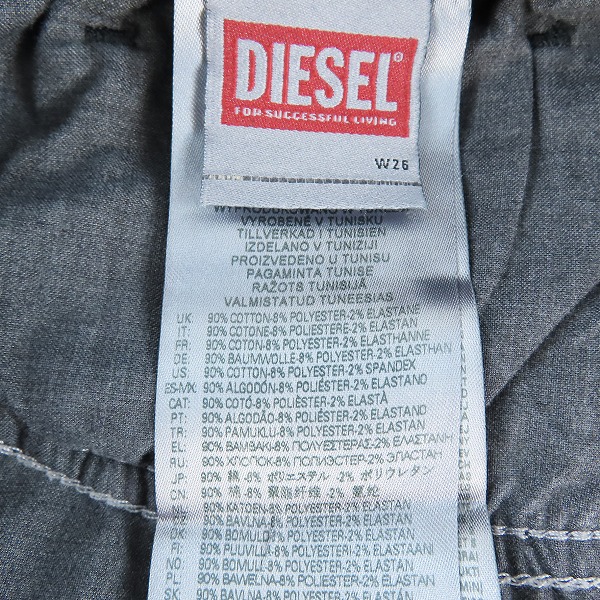 DIESEL
FOR SUCCESSFUL LIVING
W26
WYPRODUKOWANO W TUNEZJI
VYROBENÉ V TUNISKU
TILLVERKAD I TUNISIEN
IZDELANO V TUNIZIJI
PROIZVEDENO U TUNISU
PAGAMINTA TUNISE
RAŽOTS TUNISIJĀ
VALMISTATUD TUNEESIAS
UK: 90% COTTON-8% POLYESTER-2% ELASTANE
IT: 90% COTONE-8% POLIESTERE-2% ELASTAN
FR: 90% COTON-8% POLYESTER-2% ELASTHANNE
DE: 90% BAUMWOLLE-8% POLYESTER-2% ELASTHAN
US: 90% COTTON-8% POLYESTER-2% SPANDEX
ES-MX: 90% ALGODÓN-8% POLIÉSTER-2% ELASTANO
CAT: 90% COTÓ-8% POLIÈSTER-2% ELASTÀ
PT: 90% ALGODÃO-8% POLIÉSTER-2% ELASTANO
TR: 90% PAMUKLU-8% POLYESTER-2% ELASTAN
EL: 90% ΒΑΜΒΑΚΙ-8% ΠΟΛΥΕΣΤΕΡΑΣ-2% ΕΛΑΣΤΑΝΗ
RU: 90% ХЛОПОК-8% ПОЛИЭСТЕР-2% ЭЛАСТАН
JP: 90% 綿 -8% ポリエステル -2% ポリウレタン
CN: 90% 棉 -8% 聚酯纤维 -2% 氨纶
90% KATOEN-8% POLYESTER-2% ELASTAN
90% BAVLNA-8% POLYESTER-2% ELASTAN
DK: 90% BOMULD-8% POLYESTER-2% ELASTAN
FI: 90% PUUVILLA-8% POLYESTERI-2% ELASTAANI
NO: 90% BOMULL-8% POLYESTER-2% ELASTAN
PL: 90% BAWEŁNA-8% POLIESTER-2% ELASTAN
SK: 90% BAVLNA-8% POLYESTER-2% ELASTAN